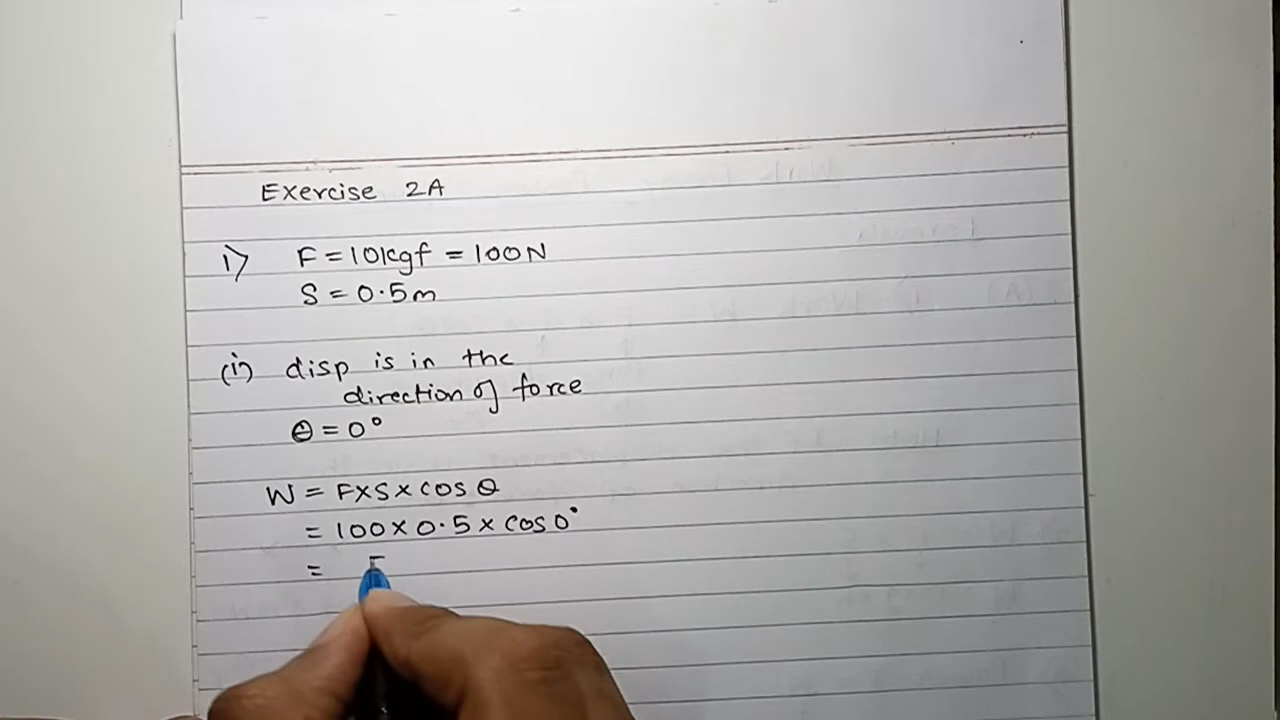 Exercise 2A
1) F = 10kgf = 100N
S = 0.5m
(i) disp is in the
direction of force
θ = 0°
W = F×S×cos θ
= 100 × 0.5 × cos 0°
=